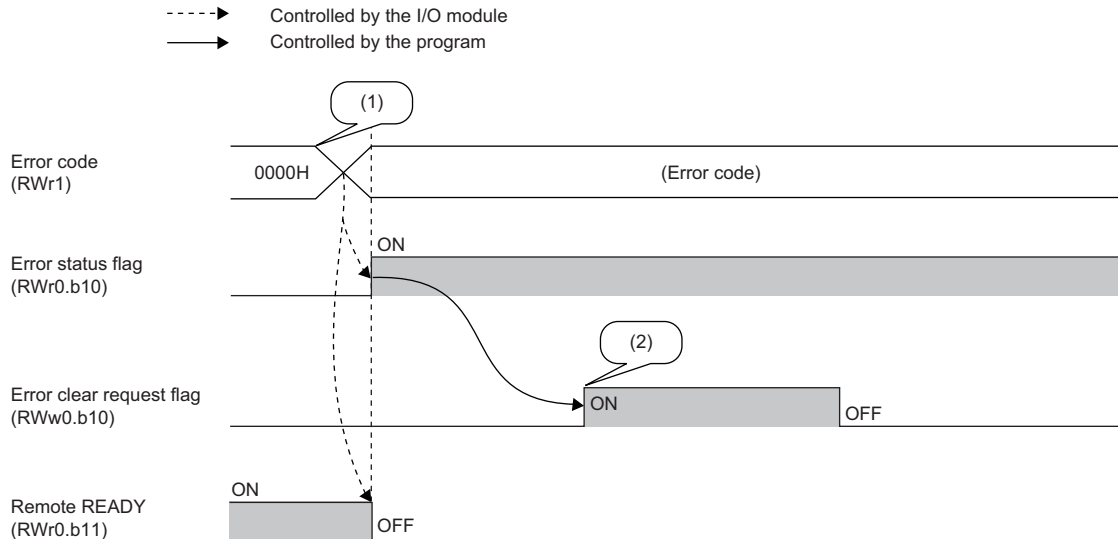 Controlled by the I/O module
Controlled by the program
(1)
Error code
(RWr1)
0000H
(Error code)
ON
Error status flag
(RWr0.b10)
(2)
Error clear request flag
(RWw0.b10)
ON
OFF
ON
Remote READY
(RWr0.b11)
OFF